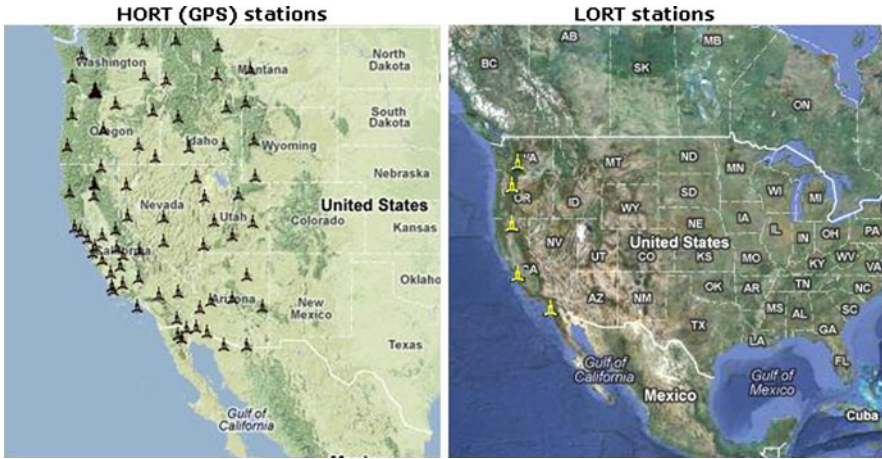 HORT (GPS) stations
LORT stations
Washington
Montana
North
Dakota
Oregon
South
Dakota
Idaho
Wyoming
Nebraska
Nevada
Utah
United States
Colorado
Kansas
California
Arizona
Oklaho
New
Mexico
Texas
Gulf of
California
AB
MB
BC
SK
ON
WA
MT
ND
MN
OR
ID
SD
WI
MI
WY
IA
NE
IL
IN
OH
PA
NV
UT
CO
United States
KS
MO
KY
WV
VA
CA
AZ
NM
OK
AR
TN
NC
MS
AL
SC
GA
TX
LA
FL
Gulf of
California
Mexico
Gulf of
Mexico
Cuba